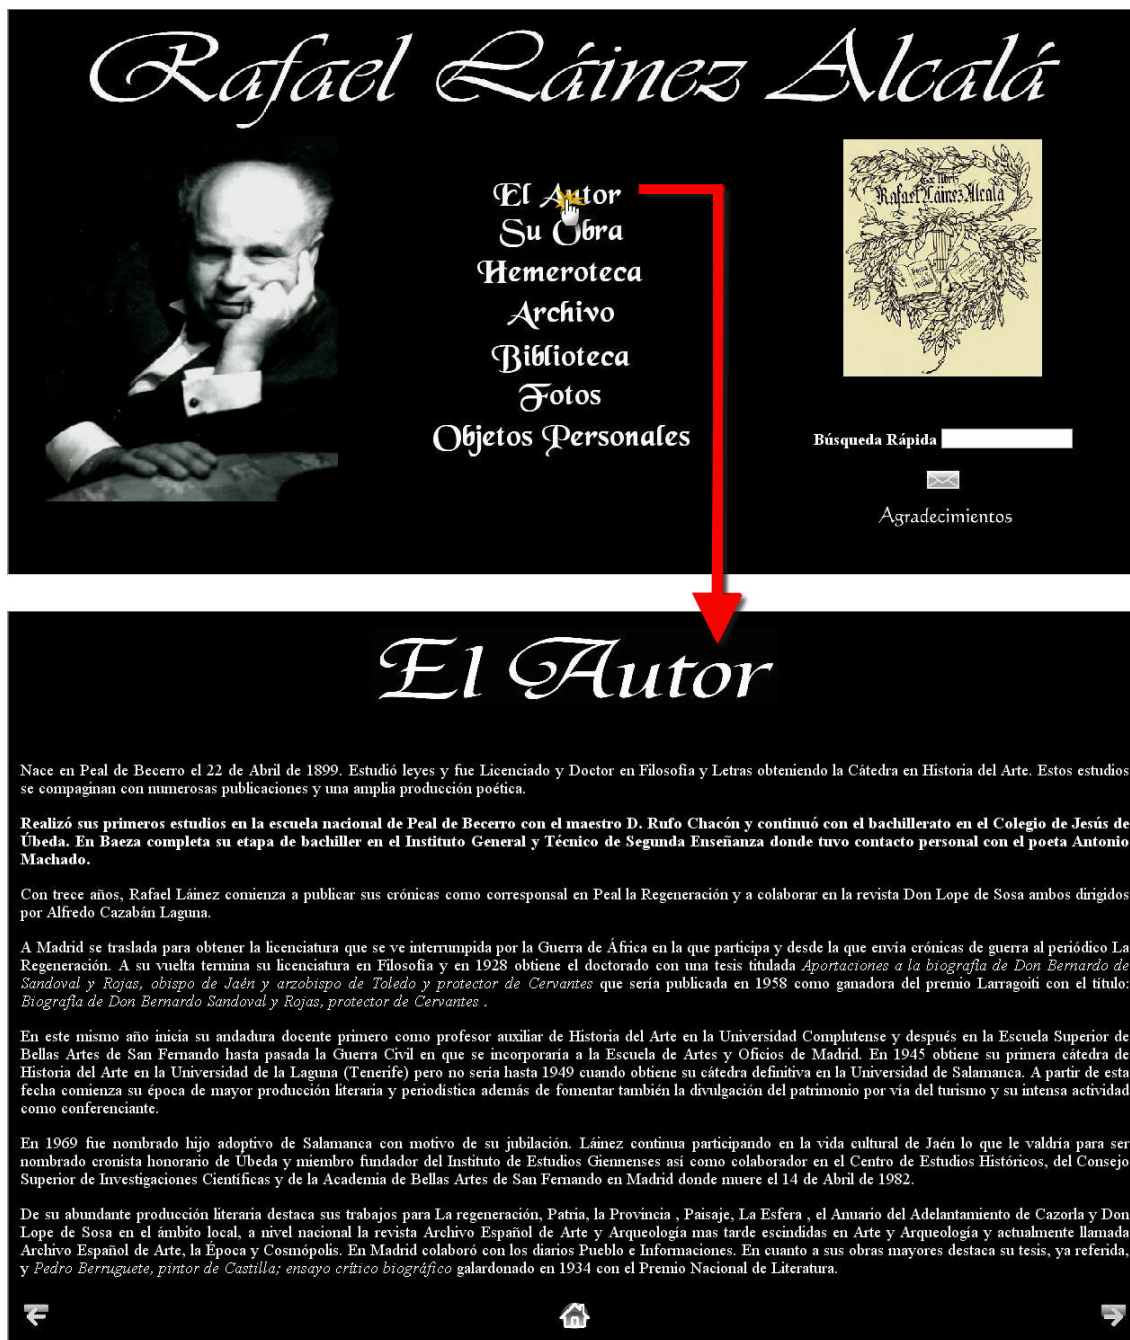 Rafael Láinez Alcalá
El Autor
Su Obra
Hemeroteca
Archivo
Biblioteca
Fotos
Objetos Personales
Ex libris
Rafael Láinez Alcalá
Búsqueda Rápida
Agradecimientos
El Autor
Nace en Peal de Becerro el 22 de Abril de 1899. Estudió leyes y fue Licenciado y Doctor en Filosofía y Letras obteniendo la Cátedra en Historia del Arte. Estos estudios
se compaginan con numerosas publicaciones y una amplia producción poética.
Realizó sus primeros estudios en la escuela nacional de Peal de Becerro con el maestro D. Rufo Chacón y continuó con el bachillerato en el Colegio de Jesús de
Úbeda. En Baeza completa su etapa de bachiller en el Instituto General y Técnico de Segunda Enseñanza donde tuvo contacto personal con el poeta Antonio
Machado.
Con trece años, Rafael Láinez comienza a publicar sus crónicas como corresponsal en Peal la Regeneración y a colaborar en la revista Don Lope de Sosa ambos dirigidos
por Alfredo Cazabán Laguna.
A Madrid se traslada para obtener la licenciatura que se ve interrumpida por la Guerra de África en la que participa y desde la que envía crónicas de guerra al periódico La
Regeneración. A su vuelta termina su licenciatura en Filosofía y en 1928 obtiene el doctorado con una tesis titulada Aportaciones a la biografía de Don Bernardo de
Sandoval y Rojas, obispo de Jaén y arzobispo de Toledo y protector de Cervantes que sería publicada en 1958 como ganadora del premio Larragoiti con el título:
Biografía de Don Bernardo Sandoval y Rojas, protector de Cervantes .
En este mismo año inicia su andadura docente primero como profesor auxiliar de Historia del Arte en la Universidad Complutense y después en la Escuela Superior de
Bellas Artes de San Fernando hasta pasada la Guerra Civil en que se incorporaría a la Escuela de Artes y Oficios de Madrid. En 1945 obtiene su primera cátedra de
Historia del Arte en la Universidad de la Laguna (Tenerife) pero no sería hasta 1949 cuando obtiene su cátedra definitiva en la Universidad de Salamanca. A partir de esta
fecha comienza su época de mayor producción literaria y periodística además de fomentar también la divulgación del patrimonio por vía del turismo y su intensa actividad
como conferenciante.
En 1969 fue nombrado hijo adoptivo de Salamanca con motivo de su jubilación. Láinez continua participando en la vida cultural de Jaén lo que le valdría para ser
nombrado cronista honorario de Úbeda y miembro fundador del Instituto de Estudios Giennenses así como colaborador en el Centro de Estudios Históricos, del Consejo
Superior de Investigaciones Científicas y de la Academia de Bellas Artes de San Fernando en Madrid donde muere el 14 de Abril de 1982.
De su abundante producción literaria destaca sus trabajos para La regeneración, Patria, la Provincia , Paisaje, La Esfera , el Anuario del Adelantamiento de Cazorla y Don
Lope de Sosa en el ámbito local, a nivel nacional la revista Archivo Español de Arte y Arqueología mas tarde escindidas en Arte y Arqueología y actualmente llamada
Archivo Español de Arte, la Época y Cosmópolis. En Madrid colaboró con los diarios Pueblo e Informaciones. En cuanto a sus obras mayores destaca su tesis, ya referida,
y Pedro Berruguete, pintor de Castilla; ensayo crítico biográfico galardonado en 1934 con el Premio Nacional de Literatura.